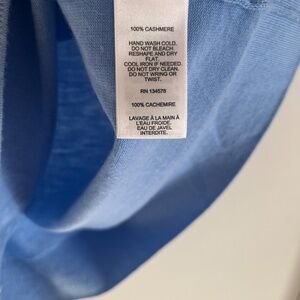 100% CASHMERE
HAND WASH COLD.
DO NOT BLEACH.
RESHAPE AND DRY
FLAT.
COOL IRON IF NEEDED.
DO NOT DRY CLEAN.
DO NOT WRING OR
TWIST.
RN 134578
100% CACHEMIRE
LAVAGE À LA MAIN À
L'EAU FROIDE.
EAU DE JAVEL
INTERDITE.